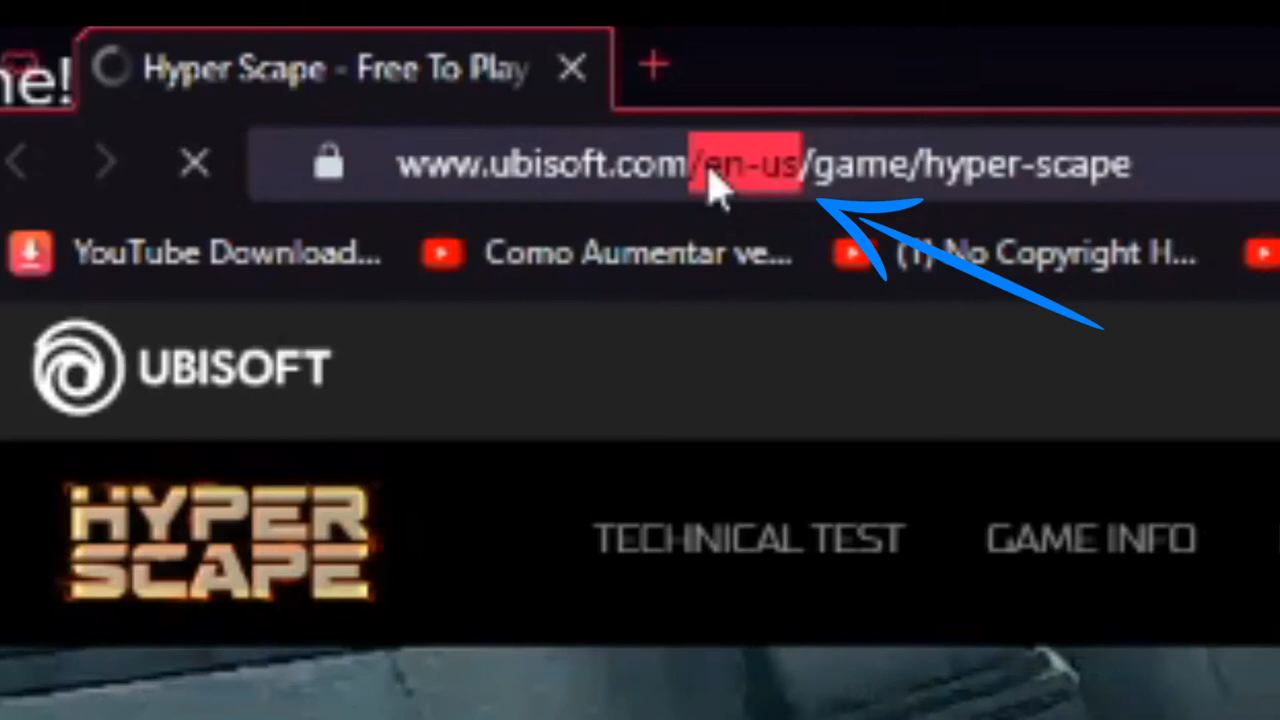 ne!
Hyper Scape - Free To Play
www.ubisoft.com/en-us/game/hyper-scape
YouTube Download... Como Aumentar ve... (1) No Copyright H...
UBISOFT
HYPER
SCAPE
TECHNICAL TEST GAME INFO